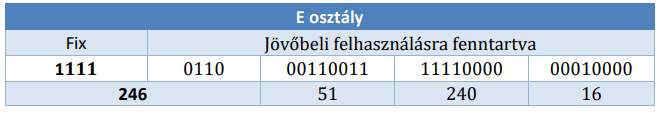 E osztály
Fix Jövőbeli felhasználásra fenntartva
1111 0110 00110011 11110000 00010000
246 51 240 16